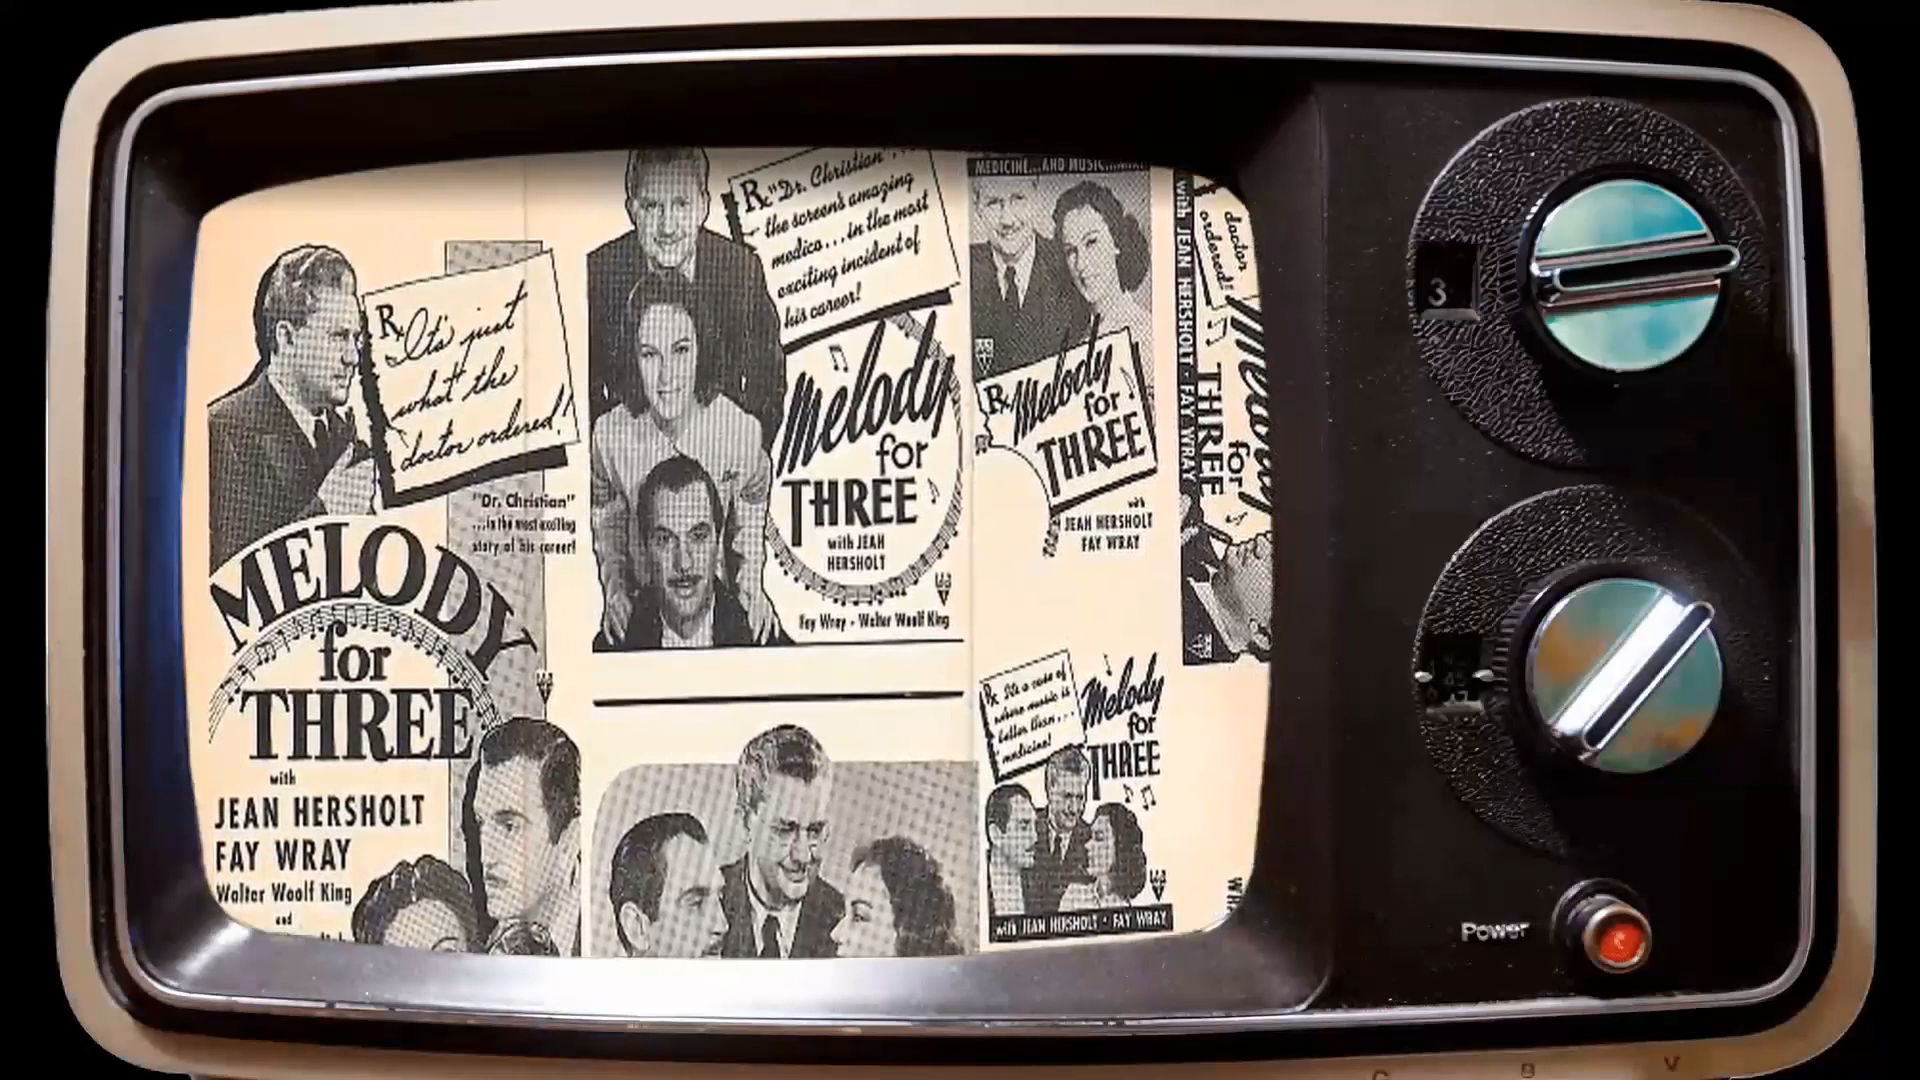 Rx It's just
what the
doctor ordered!
"Dr. Christian"
...in the most exciting
story of his career!
MELODY
for
THREE
with
JEAN HERSHOLT
FAY WRAY
Walter Woolf King
and
Rx "Dr. Christian"...
the screen's amazing
medico...in the most
exciting incident of
his career!
Melody
for
THREE
with JEAN
HERSHOLT
Fay Wray - Walter Woolf King
MEDICINE...AND MUSIC
Rx Melody
for
THREE
with
JEAN HERSHOLT
FAY WRAY
Rx It's a case of
where music is
better than...
medicine!
Melody
for
THREE
with JEAN HERSHOLT · FAY WRAY
doctor
ordered!
with JEAN HERSHOLT · FAY WRAY
Melody
for
THREE
3
45
47
Power
C B V